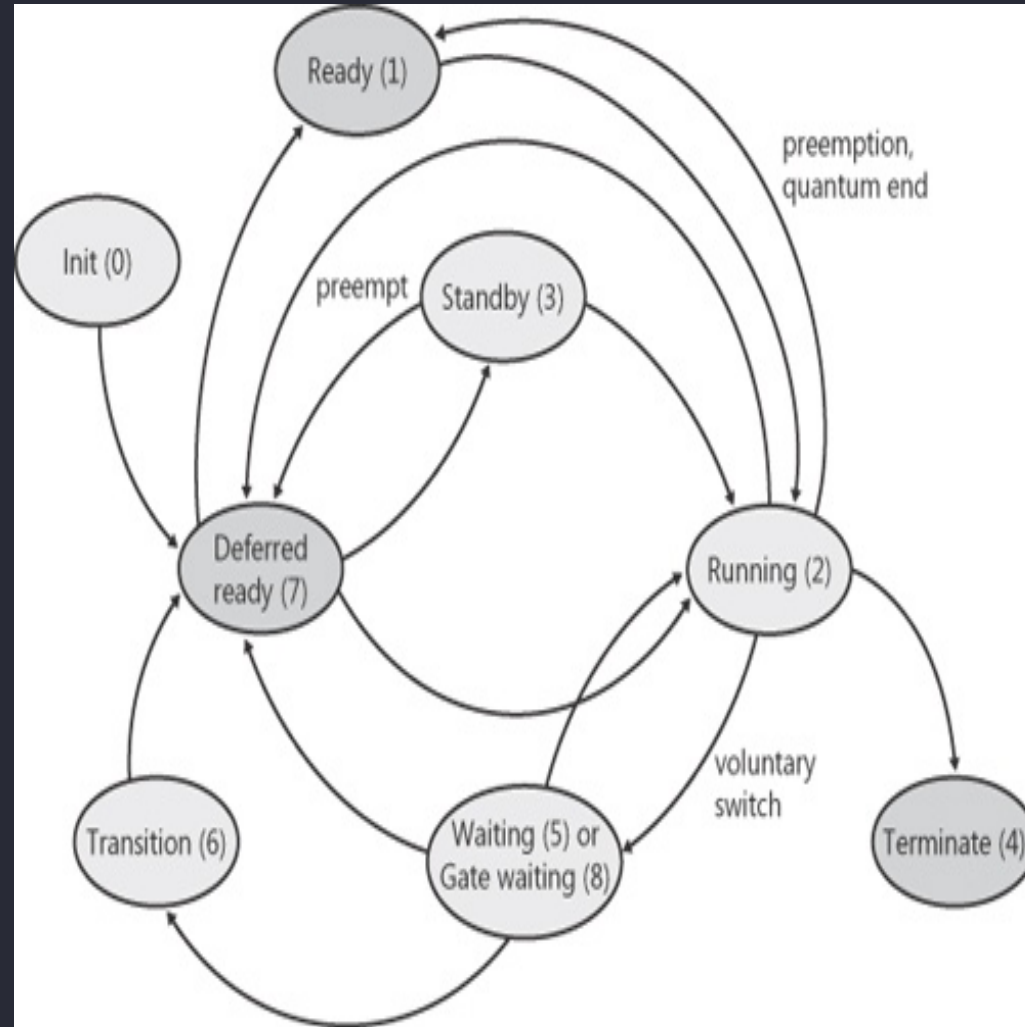 Ready (1)
preemption,
quantum end
Init (0)
preempt
Standby (3)
Deferred
ready (7)
Running (2)
voluntary
switch
Transition (6)
Waiting (5) or
Gate waiting (8)
Terminate (4)